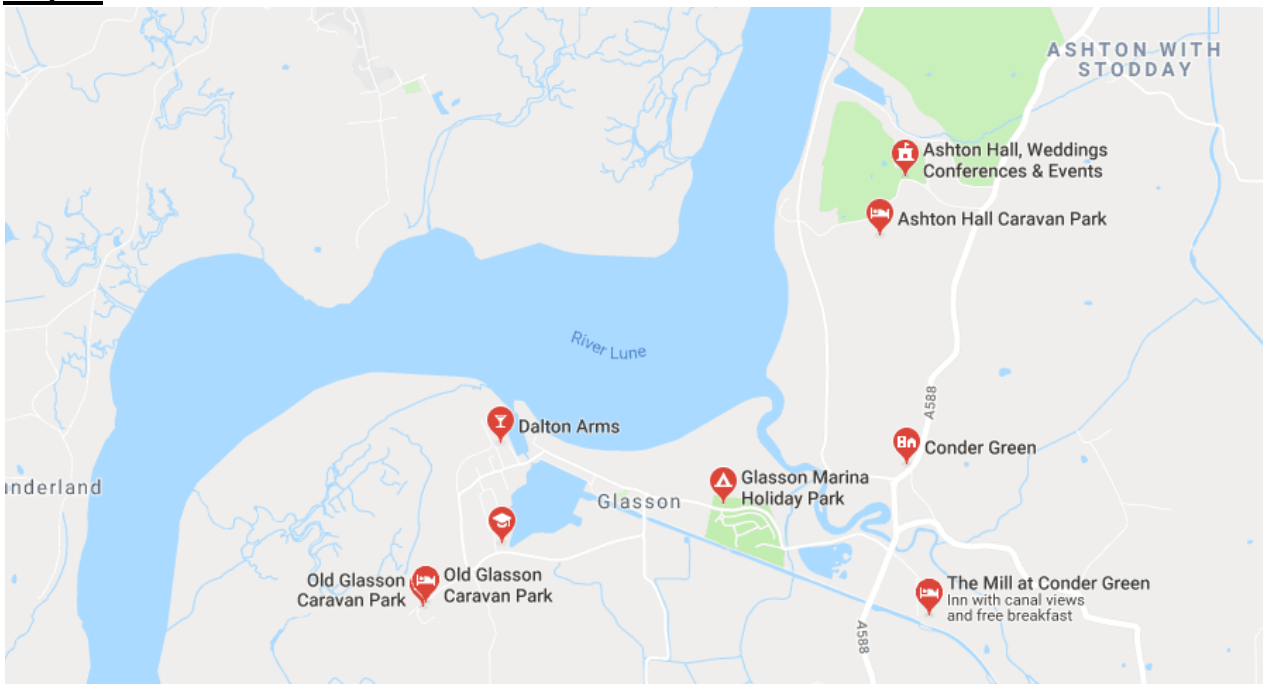 ASHTON WITH
STODDAY
Ashton Hall, Weddings
Conferences & Events
Ashton Hall Caravan Park
River Lune
A588
Dalton Arms
Conder Green
Glasson Marina
Holiday Park
nderland
Glasson
Old Glasson
Caravan Park
Old Glasson
Caravan Park
The Mill at Conder Green
Inn with canal views
and free breakfast
A588